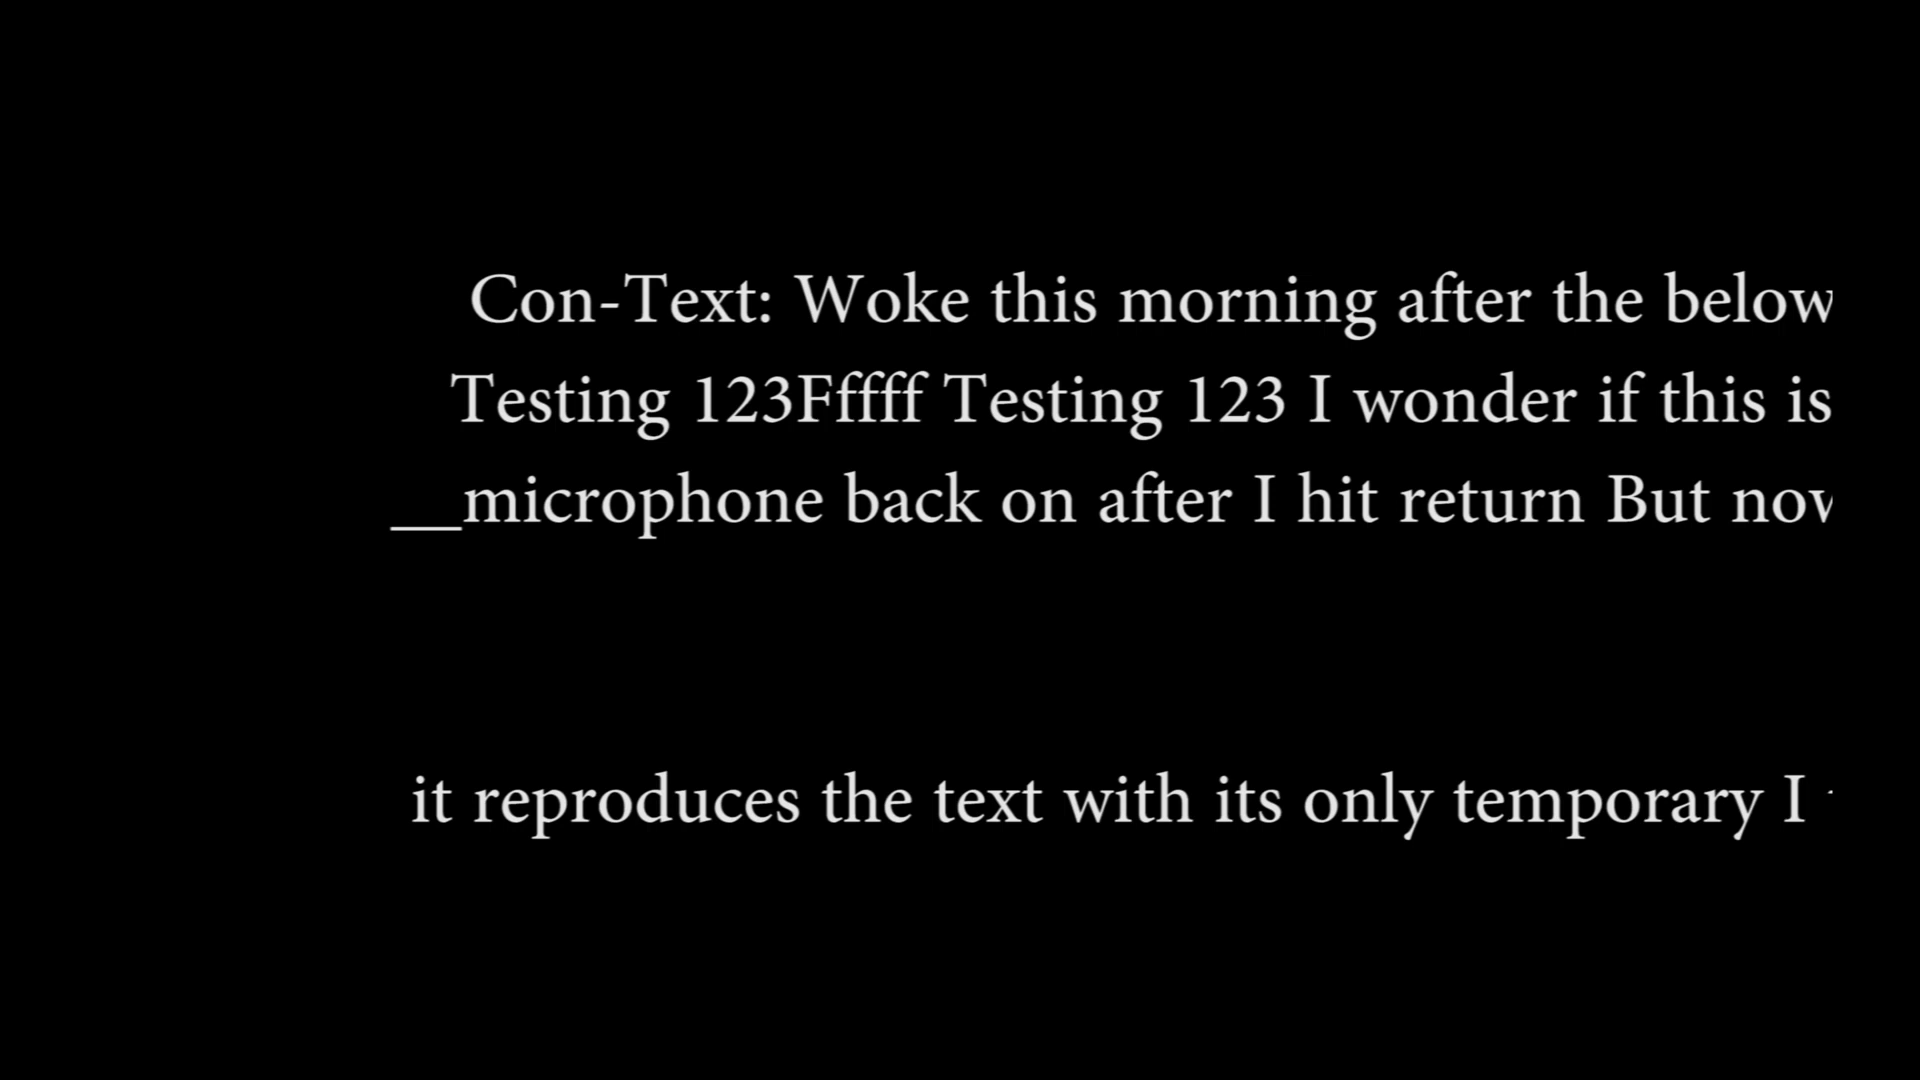 Con-Text: Woke this morning after the below
Testing 123Ffffff Testing 123 I wonder if this is
__microphone back on after I hit return But now
it reproduces the text with its only temporary I